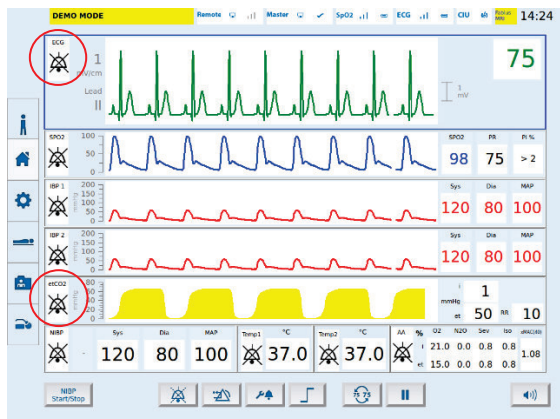 DEMO MODE Remote Master SpO2 ECG CIU 14:24
ECG
1
mV/cm
Lead
II
1
mV
75
SPO2 100 50 SPO2 PR PI %
98 75 > 2
IBP 1 200 150 100 50 0 mmHg Sys Dia MAP
120 80 100
IBP 2 200 150 100 50 0 mmHg Sys Dia MAP
120 80 100
etCO2 80 60 40 20 0 mmHg i 1
mmHg
et 50 RR 10
NIBP Sys Dia MAP Temp1 °C Temp2 °C AA % O2 N2O Sev Iso xMAC(40)
- 120 80 100 37.0 37.0 i 21.0 0.0 0.8 0.8 1.08
et 15.0 0.0 0.8 0.8
NIBP
Start/Stop
75 75